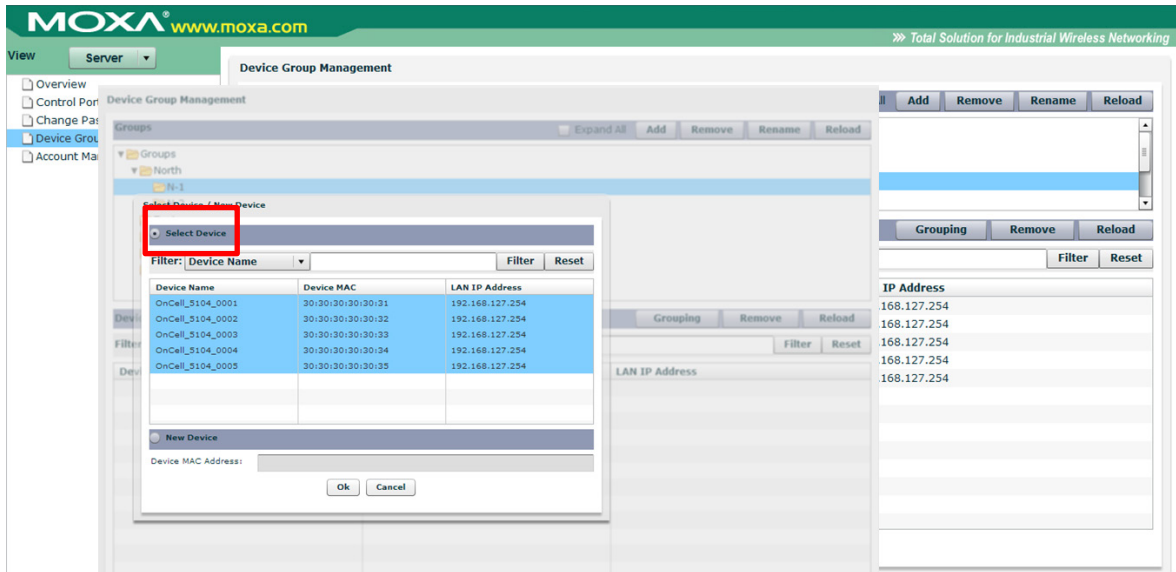 MOXA® www.moxa.com
Total Solution for Industrial Wireless Networking
View Server
Overview
Control Port
Change Pas
Device Grou
Account Ma
Device Group Management
Add Remove Rename Reload
Grouping Remove Reload
Filter Reset
IP Address
.168.127.254
.168.127.254
.168.127.254
.168.127.254
.168.127.254
Device Group Management
Groups Expand All Add Remove Rename Reload
Groups
North
N-1
Grouping Remove Reload
Filter Filter Reset
LAN IP Address
Select Device / New Device
Select Device
Filter: Device Name Filter Reset
Device Name Device MAC LAN IP Address
OnCell_5104_0001 30:30:30:30:30:31 192.168.127.254
OnCell_5104_0002 30:30:30:30:30:32 192.168.127.254
OnCell_5104_0003 30:30:30:30:30:33 192.168.127.254
OnCell_5104_0004 30:30:30:30:30:34 192.168.127.254
OnCell_5104_0005 30:30:30:30:30:35 192.168.127.254
New Device
Device MAC Address:
Ok Cancel